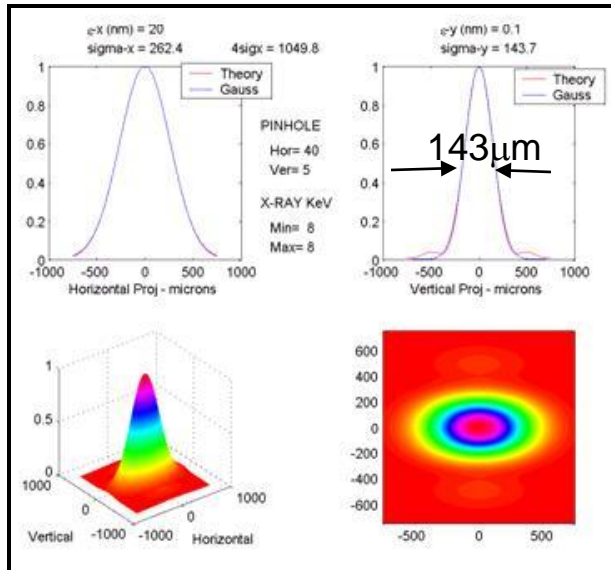 ε-x (nm) = 20
sigma-x = 262.4 4sigx = 1049.8
1
0.8
0.6
0.4
0.2
0
-1000 -500 0 500 1000
Horizontal Proj - microns
Theory
Gauss
PINHOLE
Hor= 40
Ver= 5
X-RAY KeV
Min= 8
Max= 8
ε-y (nm) = 0.1
sigma-y = 143.7
1
0.8
0.6
0.4
0.2
0
-1000 -500 0 500 1000
Vertical Proj - microns
Theory
Gauss
143μm
1
0.5
0
1000
0
-1000
Vertical
-1000
0
1000
Horizontal
600
400
200
0
-200
-400
-600
-500 0 500